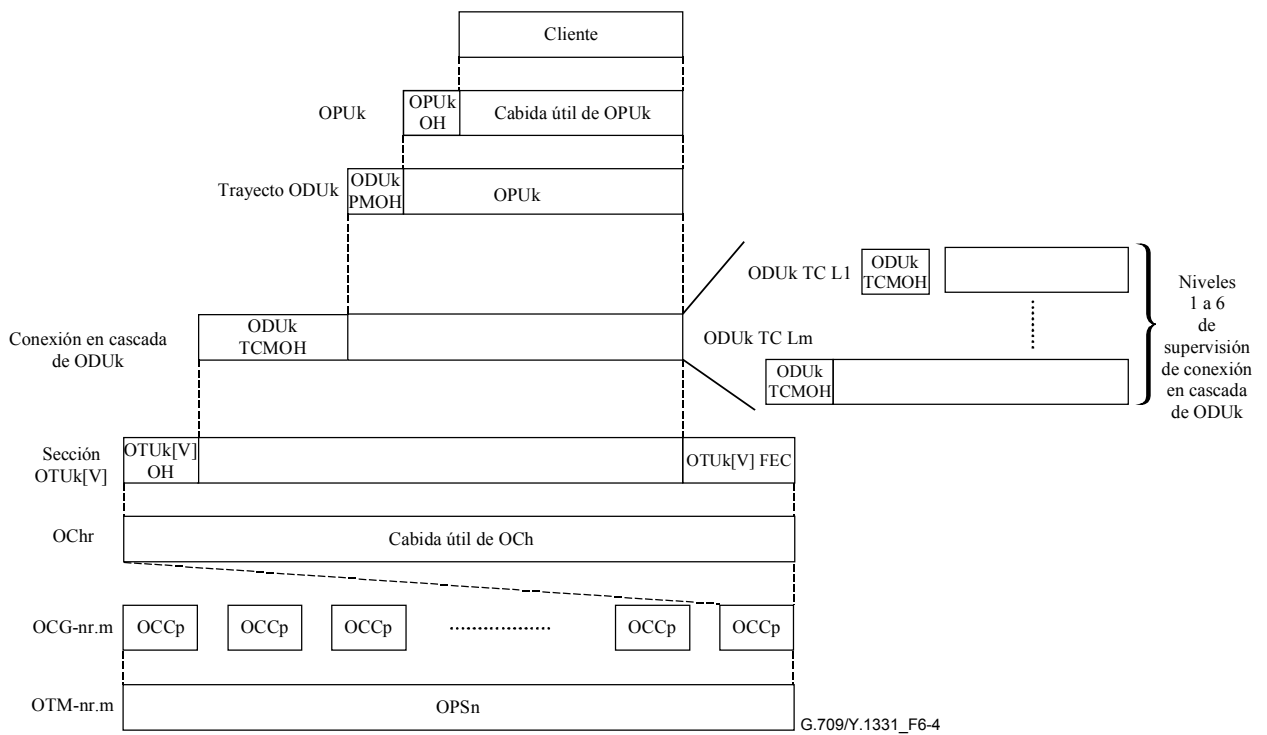 Cliente
OPUk
OPUk
OH
Cabida útil de OPUk
Trayecto ODUk
ODUk
PMOH
OPUk
ODUk TC L1
ODUk
TCMOH
Conexión en cascada
de ODUk
ODUk
TCMOH
ODUk TC Lm
ODUk
TCMOH
Niveles
1 a 6
de
supervisión
de conexión
en cascada
de ODUk
Sección
OTUk[V]
OTUk[V]
OH
OTUk[V] FEC
OChr
Cabida útil de OCh
OCG-nr.m
OCCp
OCCp
OCCp
OCCp
OCCp
OTM-nr.m
OPSn
G.709/Y.1331_F6-4